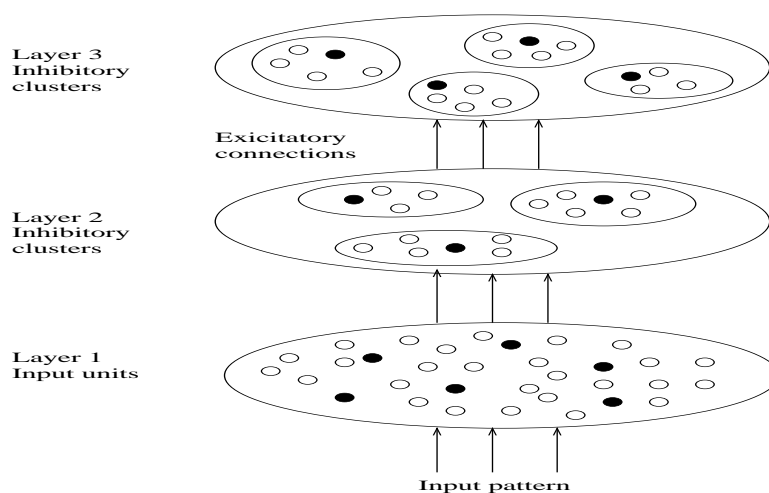 Layer 3
Inhibitory
clusters
Exicitatory
connections
Layer 2
Inhibitory
clusters
Layer 1
Input units
Input pattern